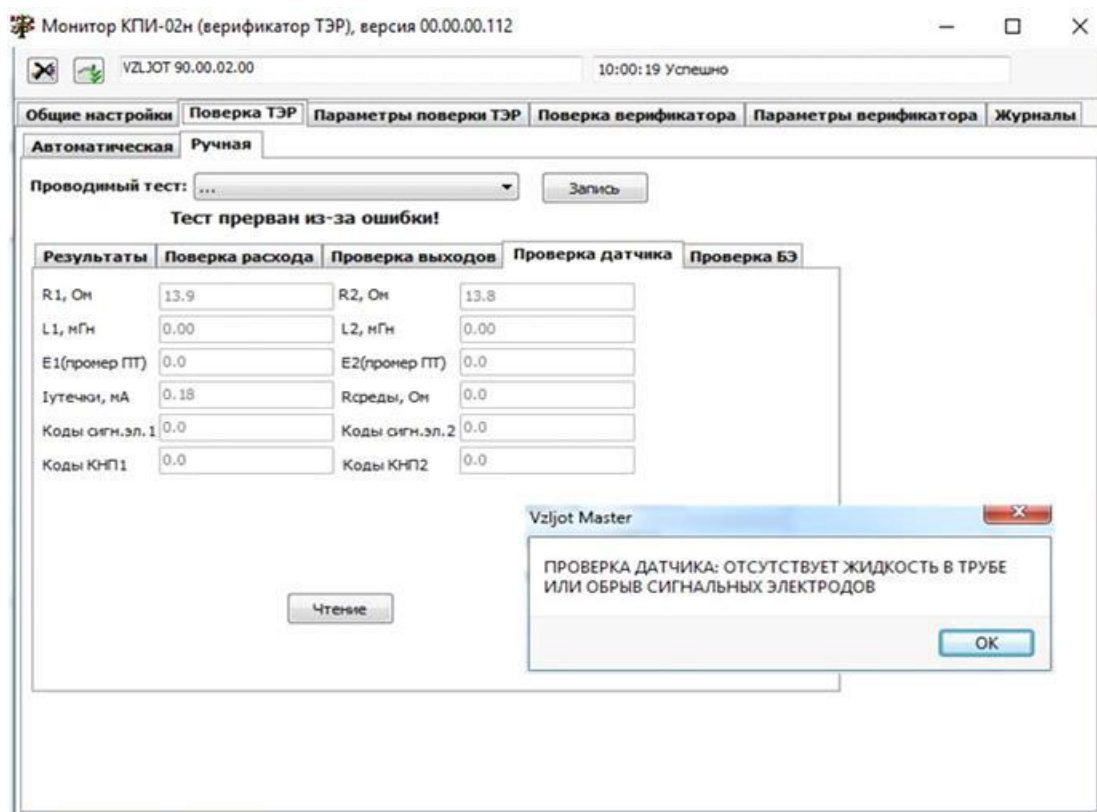 Монитор КПИ-02н (верификатор ТЭР), версия 00.00.00.112
VZLJOT 90.00.02.00 10:00:19 Успешно
Общие настройки Поверка ТЭР Параметры поверки ТЭР Поверка верификатора Параметры верификатора Журналы
Автоматическая Ручная
Проводимый тест: ... Запись
Тест прерван из-за ошибки!
Результаты Поверка расхода Проверка выходов Проверка датчика Проверка БЭ
R1, Ом 13.9 R2, Ом 13.8
L1, мГн 0.00 L2, мГн 0.00
E1(промер ПТ) 0.0 E2(промер ПТ) 0.0
Iутечки, мА 0.18 Rсреды, Ом 0.0
Коды сигн.эл.1 0.0 Коды сигн.эл.2 0.0
Коды КНП1 0.0 Коды КНП2 0.0
Vzljot Master
ПРОВЕРКА ДАТЧИКА: ОТСУТСТВУЕТ ЖИДКОСТЬ В ТРУБЕ
ИЛИ ОБРЫВ СИГНАЛЬНЫХ ЭЛЕКТРОДОВ
Чтение
OK